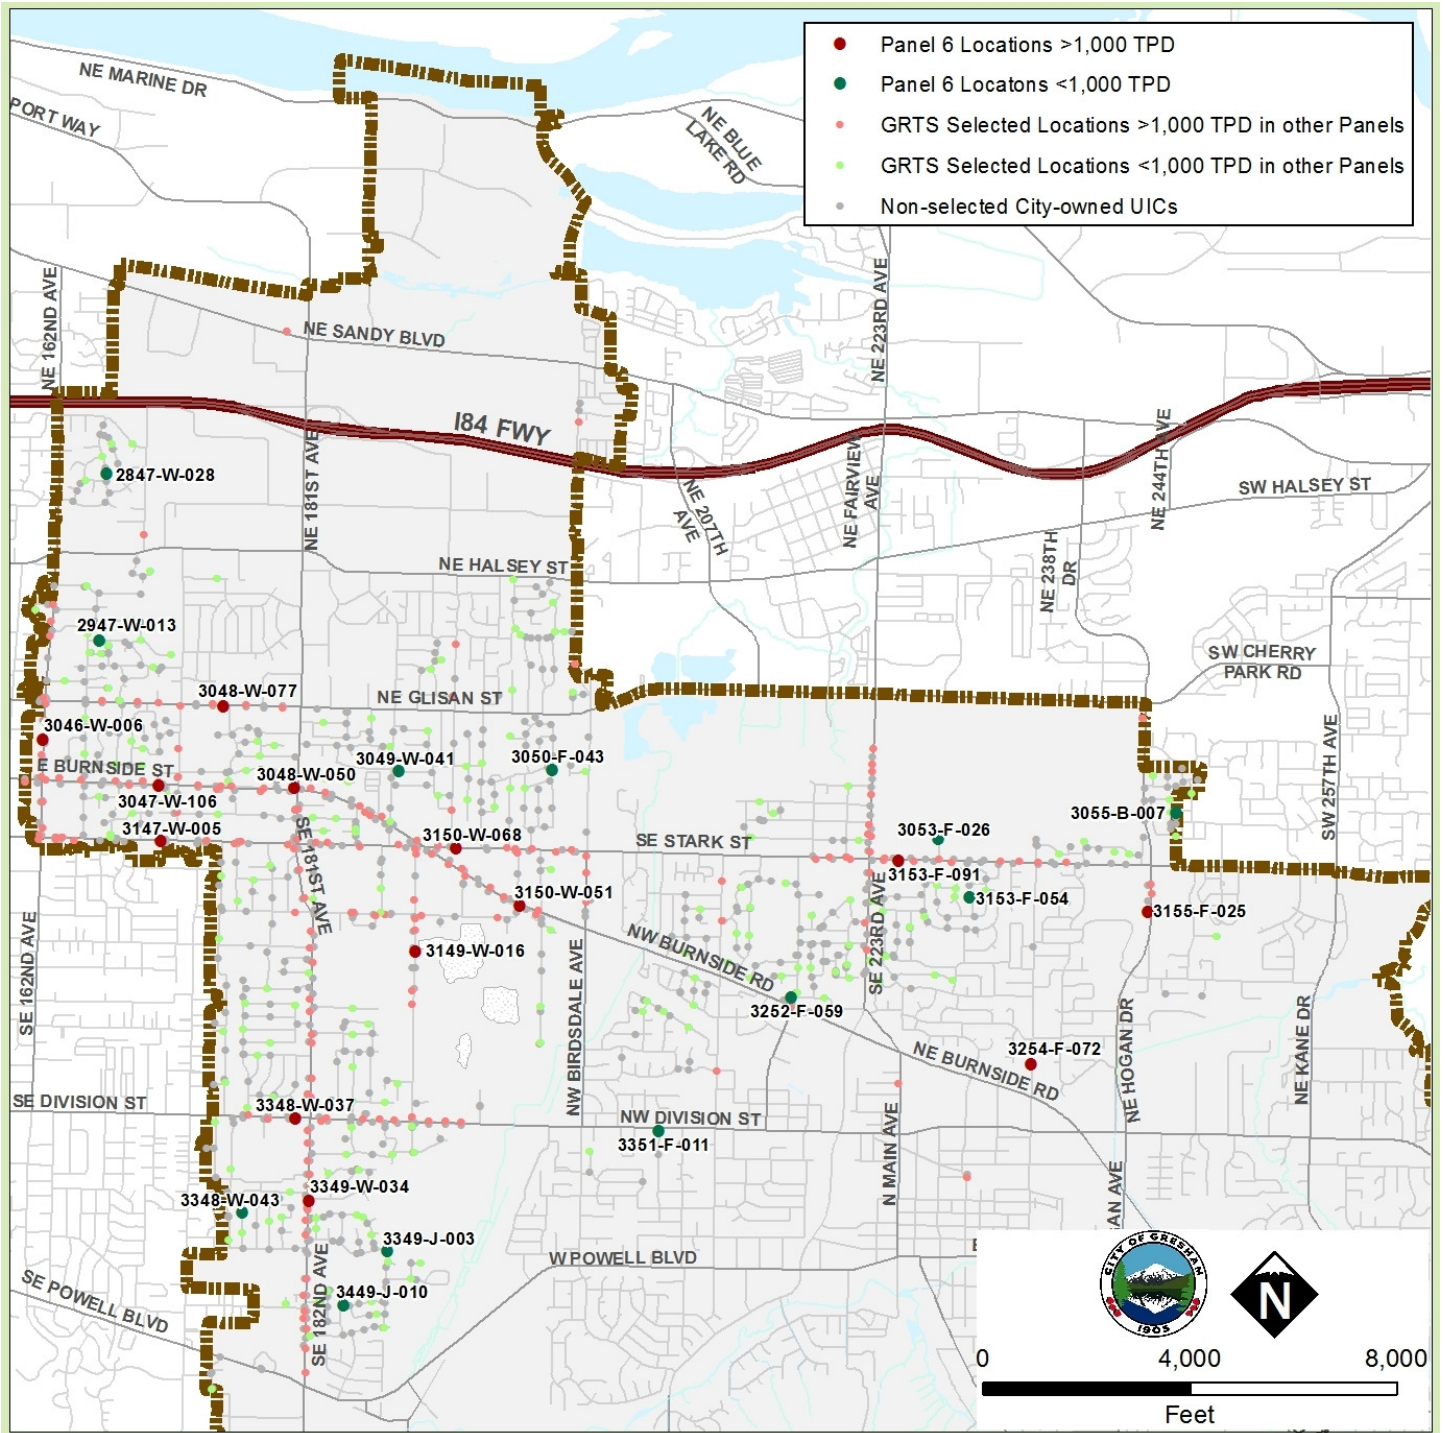 Panel 6 Locations >1,000 TPD
Panel 6 Locatons <1,000 TPD
GRTS Selected Locations >1,000 TPD in other Panels
GRTS Selected Locations <1,000 TPD in other Panels
Non-selected City-owned UICs
NE MARINE DR
PORT WAY
NE BLUE
LAKE RD
NE 162ND AVE
NE SANDY BLVD
NE 223RD AVE
I84 FWY
NE 181ST AVE
2847-W-028
NE 207TH
AVE
NE FAIRVIEW
AVE
NE 244TH AVE
SW HALSEY ST
NE HALSEY ST
NE 238TH
DR
2947-W-013
SW CHERRY
PARK RD
3048-W-077
NE GLISAN ST
3046-W-006
E BURNSIDE ST
3048-W-050
3049-W-041
3050-F-043
3047-W-106
3147-W-005
3150-W-068
SE STARK ST
3053-F-026
3055-B-007
SW 257TH AVE
SE 181ST AVE
3153-F-091
3150-W-051
3153-F-054
3155-F-025
SE 162ND AVE
3149-W-016
NW BURNSIDE RD
SE 223RD AVE
3252-F-059
NW BIRDSDALE AVE
NE HOGAN DR
NE KANE DR
3254-F-072
NE BURNSIDE RD
SE DIVISION ST
3348-W-037
NW DIVISION ST
3351-F-011
N MAIN AVE
AN AVE
3348-W-043
3349-W-034
3349-J-003
W POWELL BLVD
E
SE POWELL BLVD
3449-J-010
SE 182ND AVE
CITY OF GRESHAM
1905
N
0 4,000 8,000
Feet